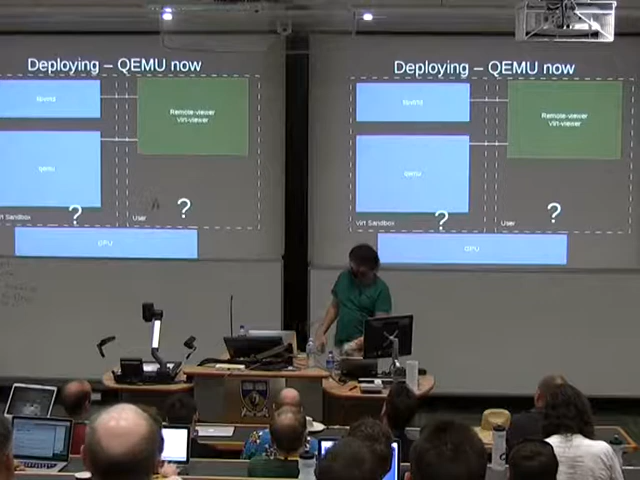 Deploying – QEMU now
libvirtd
Remote-viewer
Virt-viewer
qemu
Virt Sandbox
?
User
?
GPU
Deploying – QEMU now
libvirtd
Remote-viewer
Virt-viewer
qemu
Virt Sandbox
?
User
?
GPU